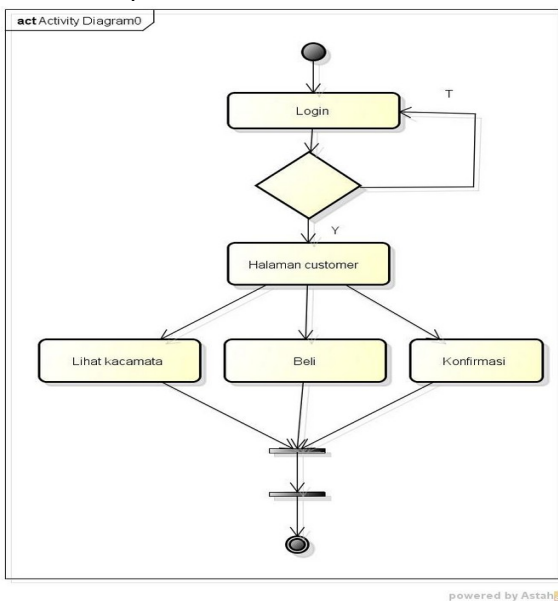 act Activity Diagram0
Login
T
Y
Halaman customer
Lihat kacamata
Beli
Konfirmasi
powered by Astah